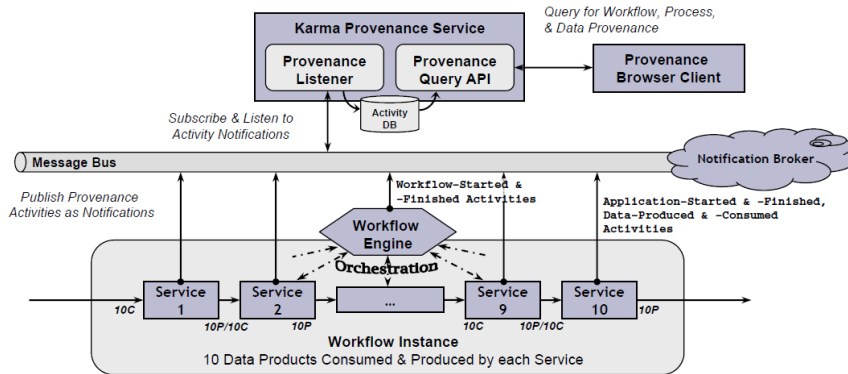 Karma Provenance Service
Provenance
Listener
Provenance
Query API
Activity
DB
Query for Workflow, Process,
& Data Provenance
Provenance
Browser Client
Subscribe & Listen to
Activity Notifications
Message Bus
Notification Broker
Publish Provenance
Activities as Notifications
Workflow-Started &
-Finished Activities
Application-Started & -Finished,
Data-Produced & -Consumed
Activities
Workflow
Engine
Orchestration
10C
Service
1
10P/10C
Service
2
10P
...
10C
Service
9
10P/10C
Service
10
10P
Workflow Instance
10 Data Products Consumed & Produced by each Service